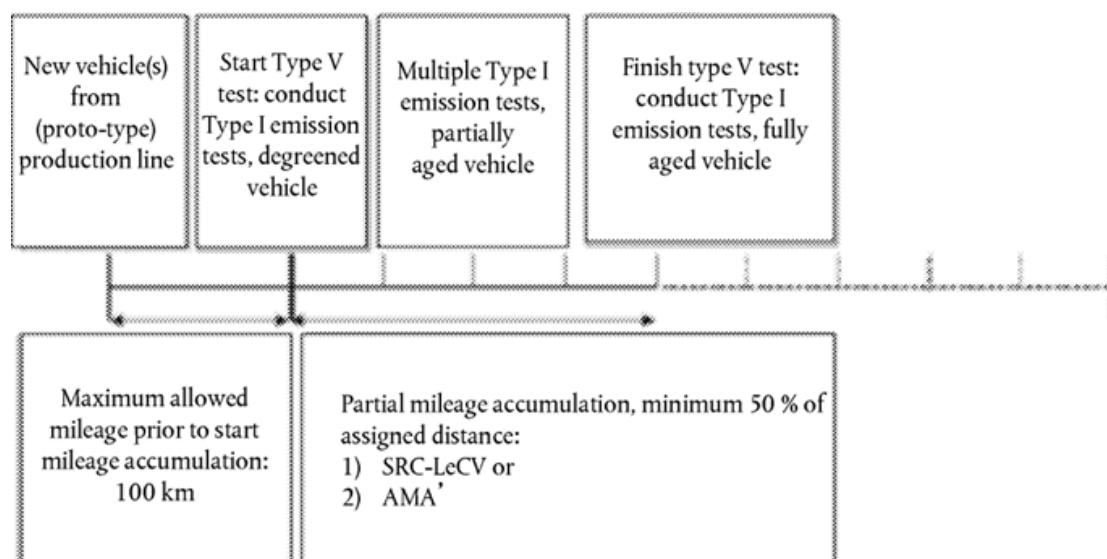 New vehicle(s)
from
(proto-type)
production line
Start Type V
test: conduct
Type I emission
tests, degreened
vehicle
Multiple Type I
emission tests,
partially
aged vehicle
Finish type V test:
conduct Type I
emission tests, fully
aged vehicle
Maximum allowed
mileage prior to start
mileage accumulation:
100 km
Partial mileage accumulation, minimum 50 % of
assigned distance:
1) SRC-LeCV or
2) AMA'